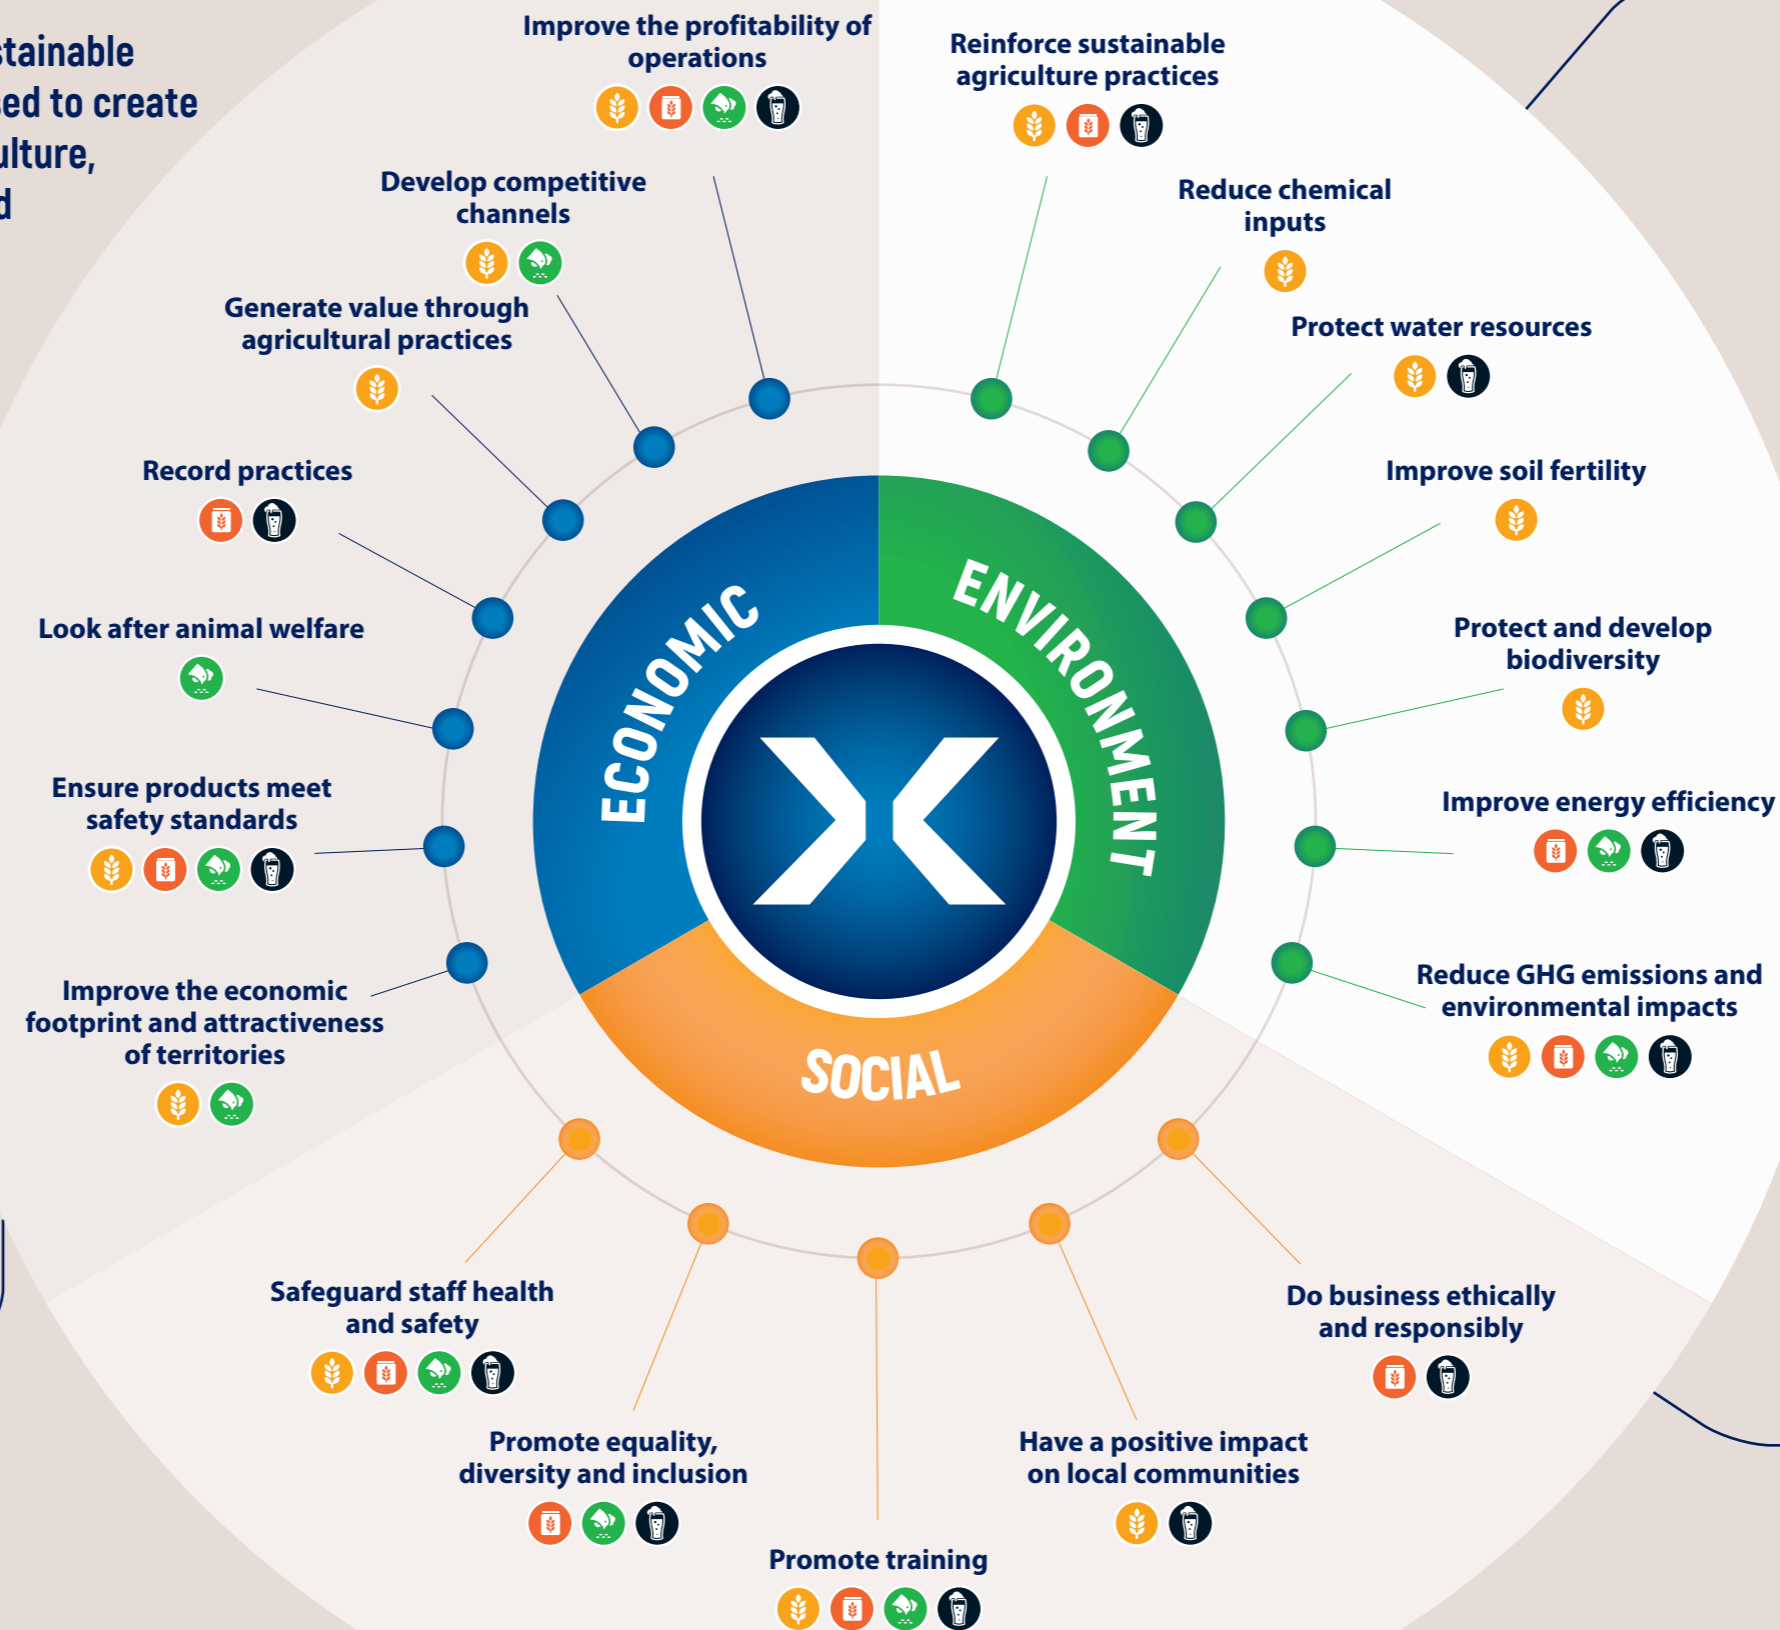 tainable
sed to create
ulture,
d
Improve the profitability of
operations
Develop competitive
channels
Generate value through
agricultural practices
Record practices
Look after animal welfare
Ensure products meet
safety standards
Improve the economic
footprint and attractiveness
of territories
Reinforce sustainable
agriculture practices
Reduce chemical
inputs
Protect water resources
Improve soil fertility
Protect and develop
biodiversity
Improve energy efficiency
Reduce GHG emissions and
environmental impacts
ECONOMIC
ENVIRONMENT
SOCIAL
Safeguard staff health
and safety
Promote equality,
diversity and inclusion
Promote training
Have a positive impact
on local communities
Do business ethically
and responsibly